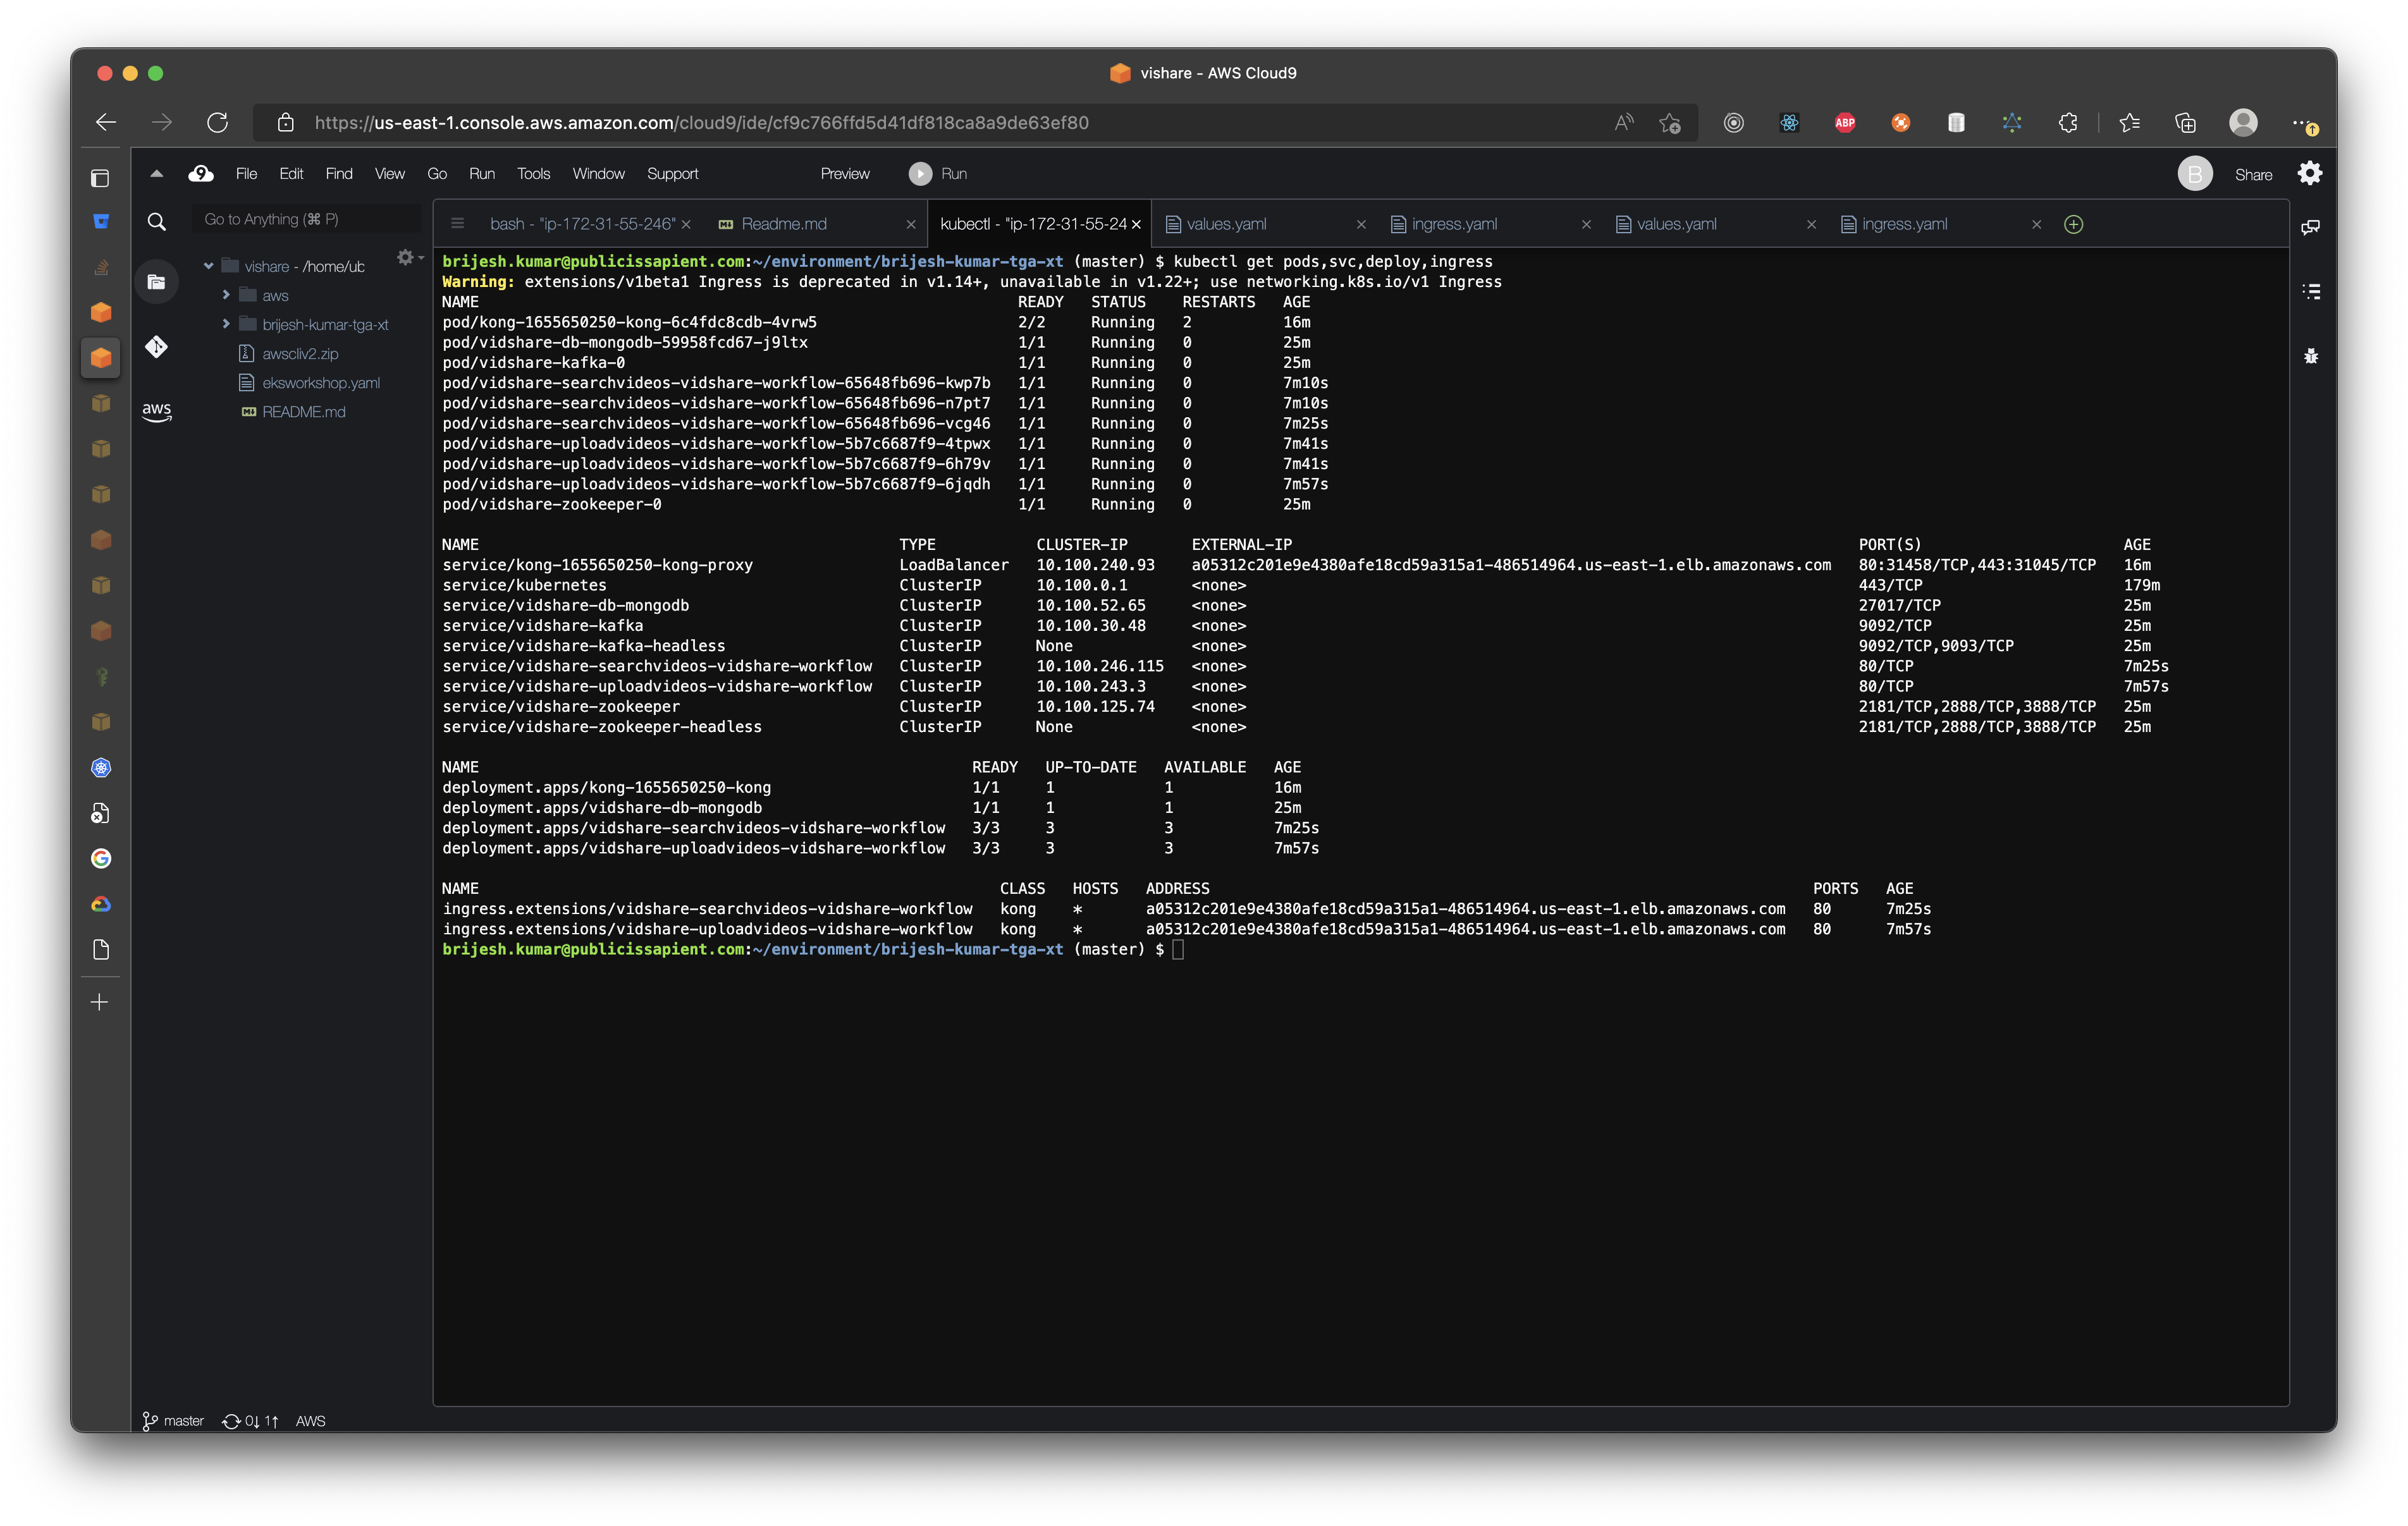 vishare - AWS Cloud9
https://us-east-1.console.aws.amazon.com/cloud9/ide/cf9c766ffd5d41df818ca8a9de63ef80
ABP
9 File Edit Find View Go Run Tools Window Support Preview Run B Share
Go to Anything (⌘ P)
bash - "ip-172-31-55-246" Readme.md kubectl - "ip-172-31-55-24 values.yaml ingress.yaml values.yaml ingress.yaml
vishare - /home/ub
aws
brijesh-kumar-tga-xt
awscliv2.zip
eksworkshop.yaml
README.md
aws
brijesh.kumar@publicissapient.com:~/environment/brijesh-kumar-tga-xt (master) $ kubectl get pods,svc,deploy,ingress
Warning: extensions/v1beta1 Ingress is deprecated in v1.14+, unavailable in v1.22+; use networking.k8s.io/v1 Ingress
NAME READY STATUS RESTARTS AGE
pod/kong-1655650250-kong-6c4fdc8cdb-4vrw5 2/2 Running 2 16m
pod/vidshare-db-mongodb-59958fcd67-j9ltx 1/1 Running 0 25m
pod/vidshare-kafka-0 1/1 Running 0 25m
pod/vidshare-searchvideos-vidshare-workflow-65648fb696-kwp7b 1/1 Running 0 7m10s
pod/vidshare-searchvideos-vidshare-workflow-65648fb696-n7pt7 1/1 Running 0 7m10s
pod/vidshare-searchvideos-vidshare-workflow-65648fb696-vcg46 1/1 Running 0 7m25s
pod/vidshare-uploadvideos-vidshare-workflow-5b7c6687f9-4tpwx 1/1 Running 0 7m41s
pod/vidshare-uploadvideos-vidshare-workflow-5b7c6687f9-6h79v 1/1 Running 0 7m41s
pod/vidshare-uploadvideos-vidshare-workflow-5b7c6687f9-6jqdh 1/1 Running 0 7m57s
pod/vidshare-zookeeper-0 1/1 Running 0 25m
NAME TYPE CLUSTER-IP EXTERNAL-IP PORT(S) AGE
service/kong-1655650250-kong-proxy LoadBalancer 10.100.240.93 a05312c201e9e4380afe18cd59a315a1-486514964.us-east-1.elb.amazonaws.com 80:31458/TCP,443:31045/TCP 16m
service/kubernetes ClusterIP 10.100.0.1 <none> 443/TCP 179m
service/vidshare-db-mongodb ClusterIP 10.100.52.65 <none> 27017/TCP 25m
service/vidshare-kafka ClusterIP 10.100.30.48 <none> 9092/TCP 25m
service/vidshare-kafka-headless ClusterIP None <none> 9092/TCP,9093/TCP 25m
service/vidshare-searchvideos-vidshare-workflow ClusterIP 10.100.246.115 <none> 80/TCP 7m25s
service/vidshare-uploadvideos-vidshare-workflow ClusterIP 10.100.243.3 <none> 80/TCP 7m57s
service/vidshare-zookeeper ClusterIP 10.100.125.74 <none> 2181/TCP,2888/TCP,3888/TCP 25m
service/vidshare-zookeeper-headless ClusterIP None <none> 2181/TCP,2888/TCP,3888/TCP 25m
NAME READY UP-TO-DATE AVAILABLE AGE
deployment.apps/kong-1655650250-kong 1/1 1 1 16m
deployment.apps/vidshare-db-mongodb 1/1 1 1 25m
deployment.apps/vidshare-searchvideos-vidshare-workflow 3/3 3 3 7m25s
deployment.apps/vidshare-uploadvideos-vidshare-workflow 3/3 3 3 7m57s
NAME CLASS HOSTS ADDRESS PORTS AGE
ingress.extensions/vidshare-searchvideos-vidshare-workflow kong * a05312c201e9e4380afe18cd59a315a1-486514964.us-east-1.elb.amazonaws.com 80 7m25s
ingress.extensions/vidshare-uploadvideos-vidshare-workflow kong * a05312c201e9e4380afe18cd59a315a1-486514964.us-east-1.elb.amazonaws.com 80 7m57s
brijesh.kumar@publicissapient.com:~/environment/brijesh-kumar-tga-xt (master) $
master 0↓ 1↑ AWS